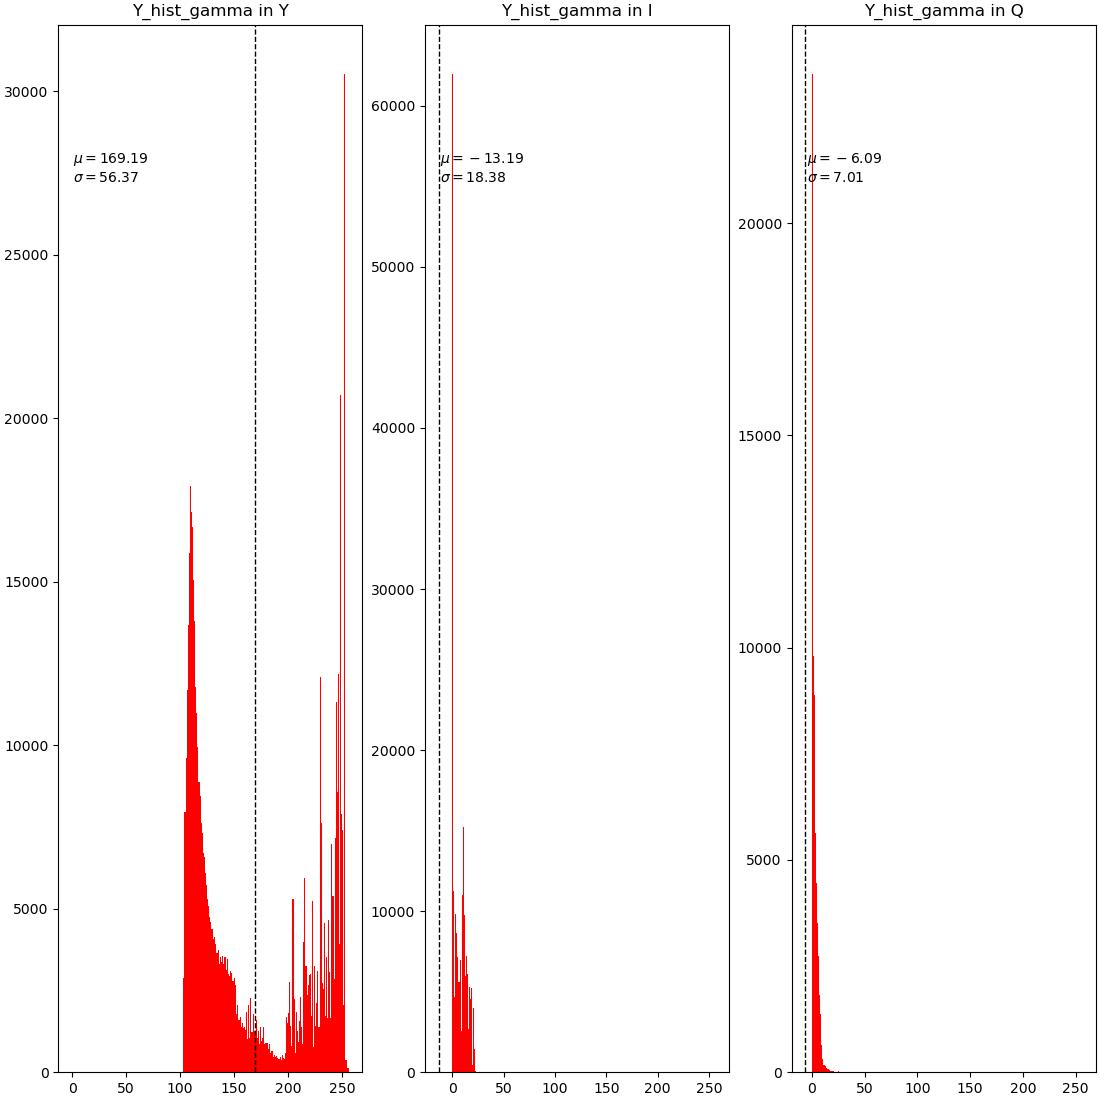 Y_hist_gamma in Y
Y_hist_gamma in I
Y_hist_gamma in Q
30000
25000
20000
15000
10000
5000
0
μ = 169.19
σ = 56.37
0 50 100 150 200 250
60000
50000
40000
30000
20000
10000
0
μ = −13.19
σ = 18.38
0 50 100 150 200 250
20000
15000
10000
5000
0
μ = −6.09
σ = 7.01
0 50 100 150 200 250